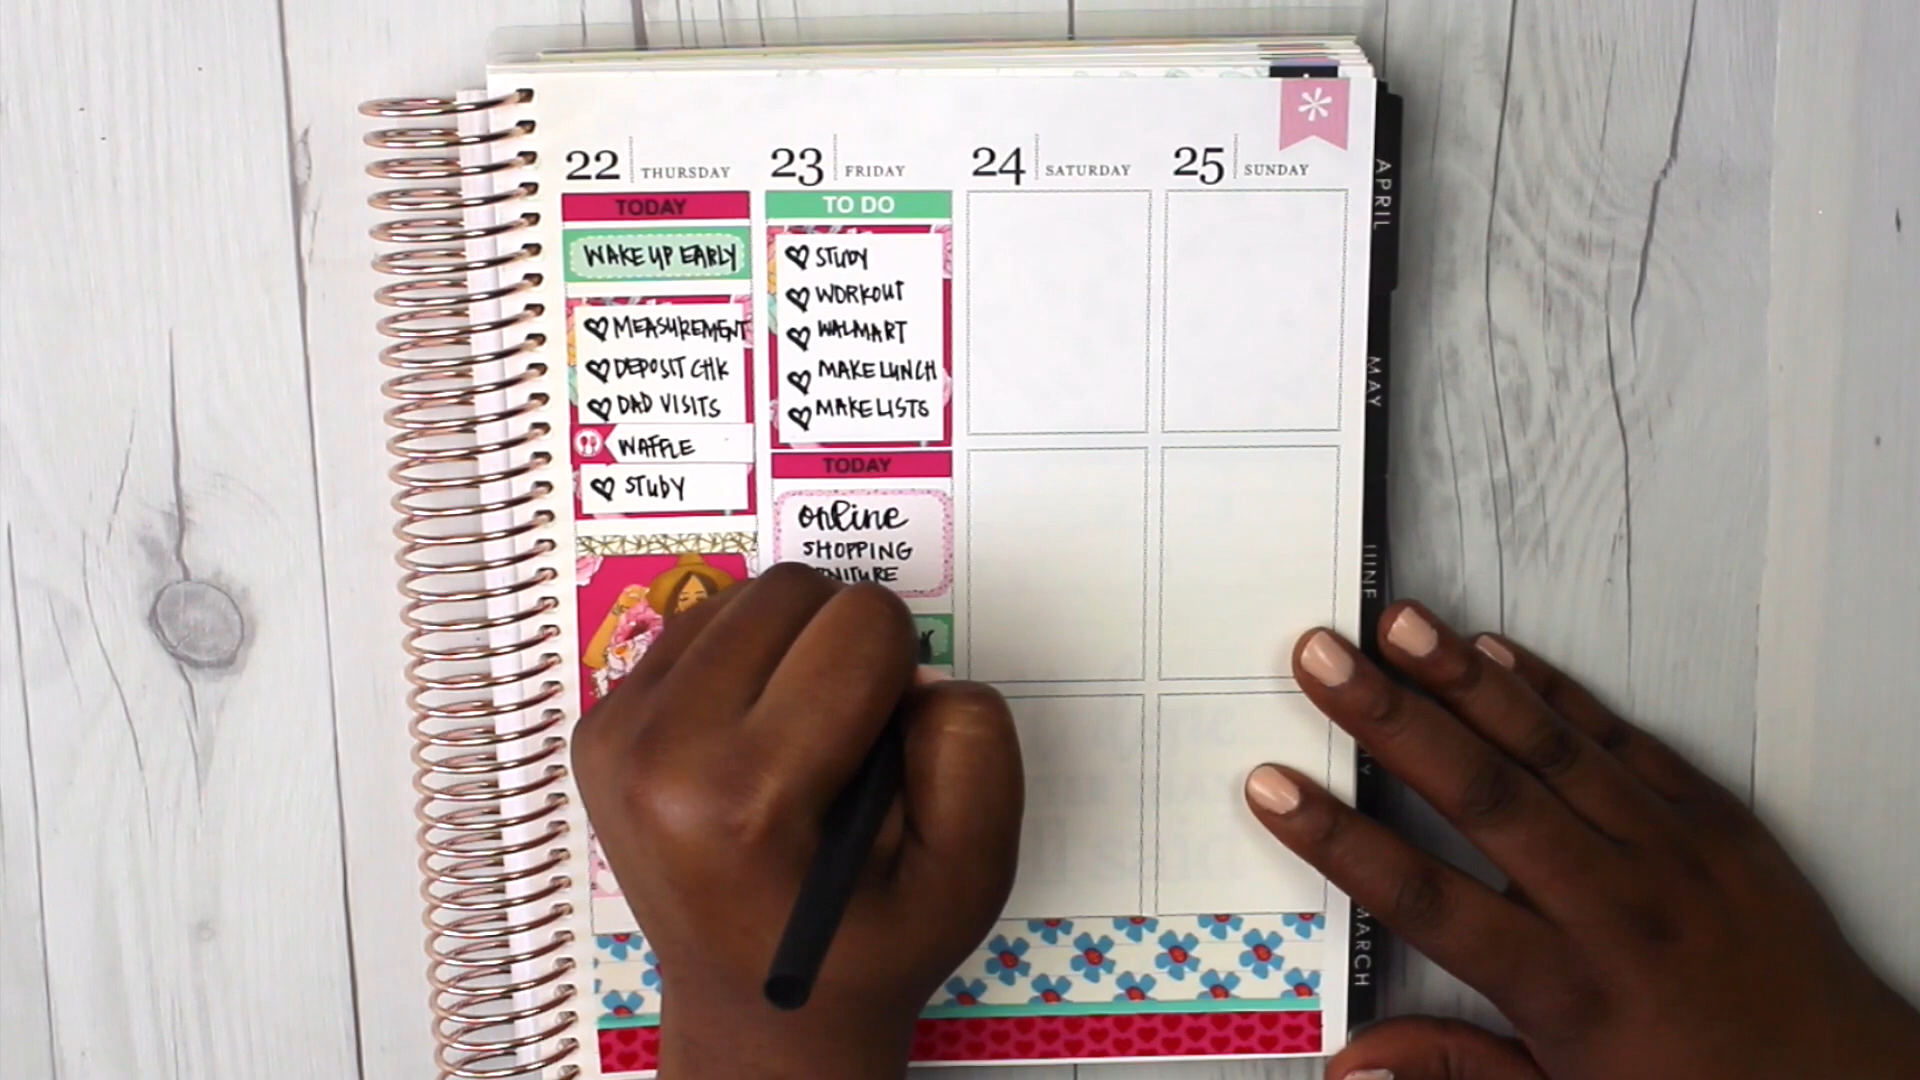 22 THURSDAY
TODAY
WAKE UP EARLY
MEASUREMENT
DEPOSIT CHK
DAD VISITS
WAFFLE
STUDY
23 FRIDAY
TO DO
STUDY
WORKOUT
WALMART
MAKE LUNCH
MAKE LISTS
TODAY
online
SHOPPING
24 SATURDAY
25 SUNDAY
APRIL
MAY
JUNE
MARCH